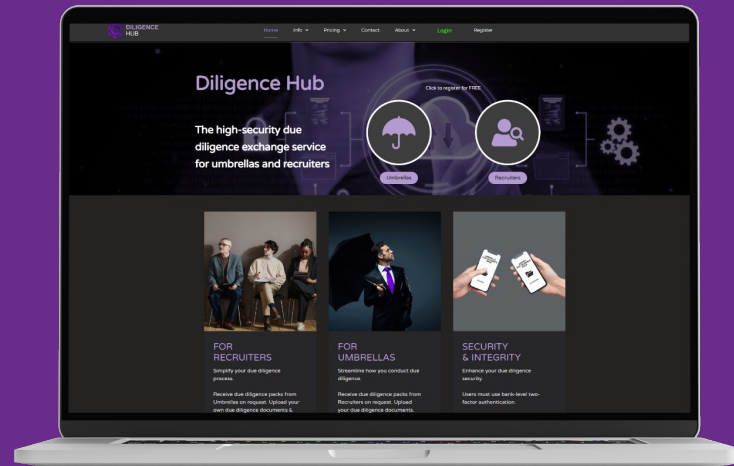 DILIGENCE
HUB
Home Info Pricing Contact About Login Register
Diligence Hub
Click to register for FREE
The high-security due
diligence exchange service
for umbrellas and recruiters
Umbrellas
Recruiters
FOR
RECRUITERS
Simplify your due diligence
process.
Receive due diligence packs from
Umbrellas on request. Upload your
own due diligence documents &
FOR
UMBRELLAS
Streamline how you conduct due
diligence.
Receive due diligence packs from
Recruiters on request. Upload
your due diligence documents.
SECURITY
& INTEGRITY
Enhance your due diligence
security
Users must use bank-level two-
factor authentication.